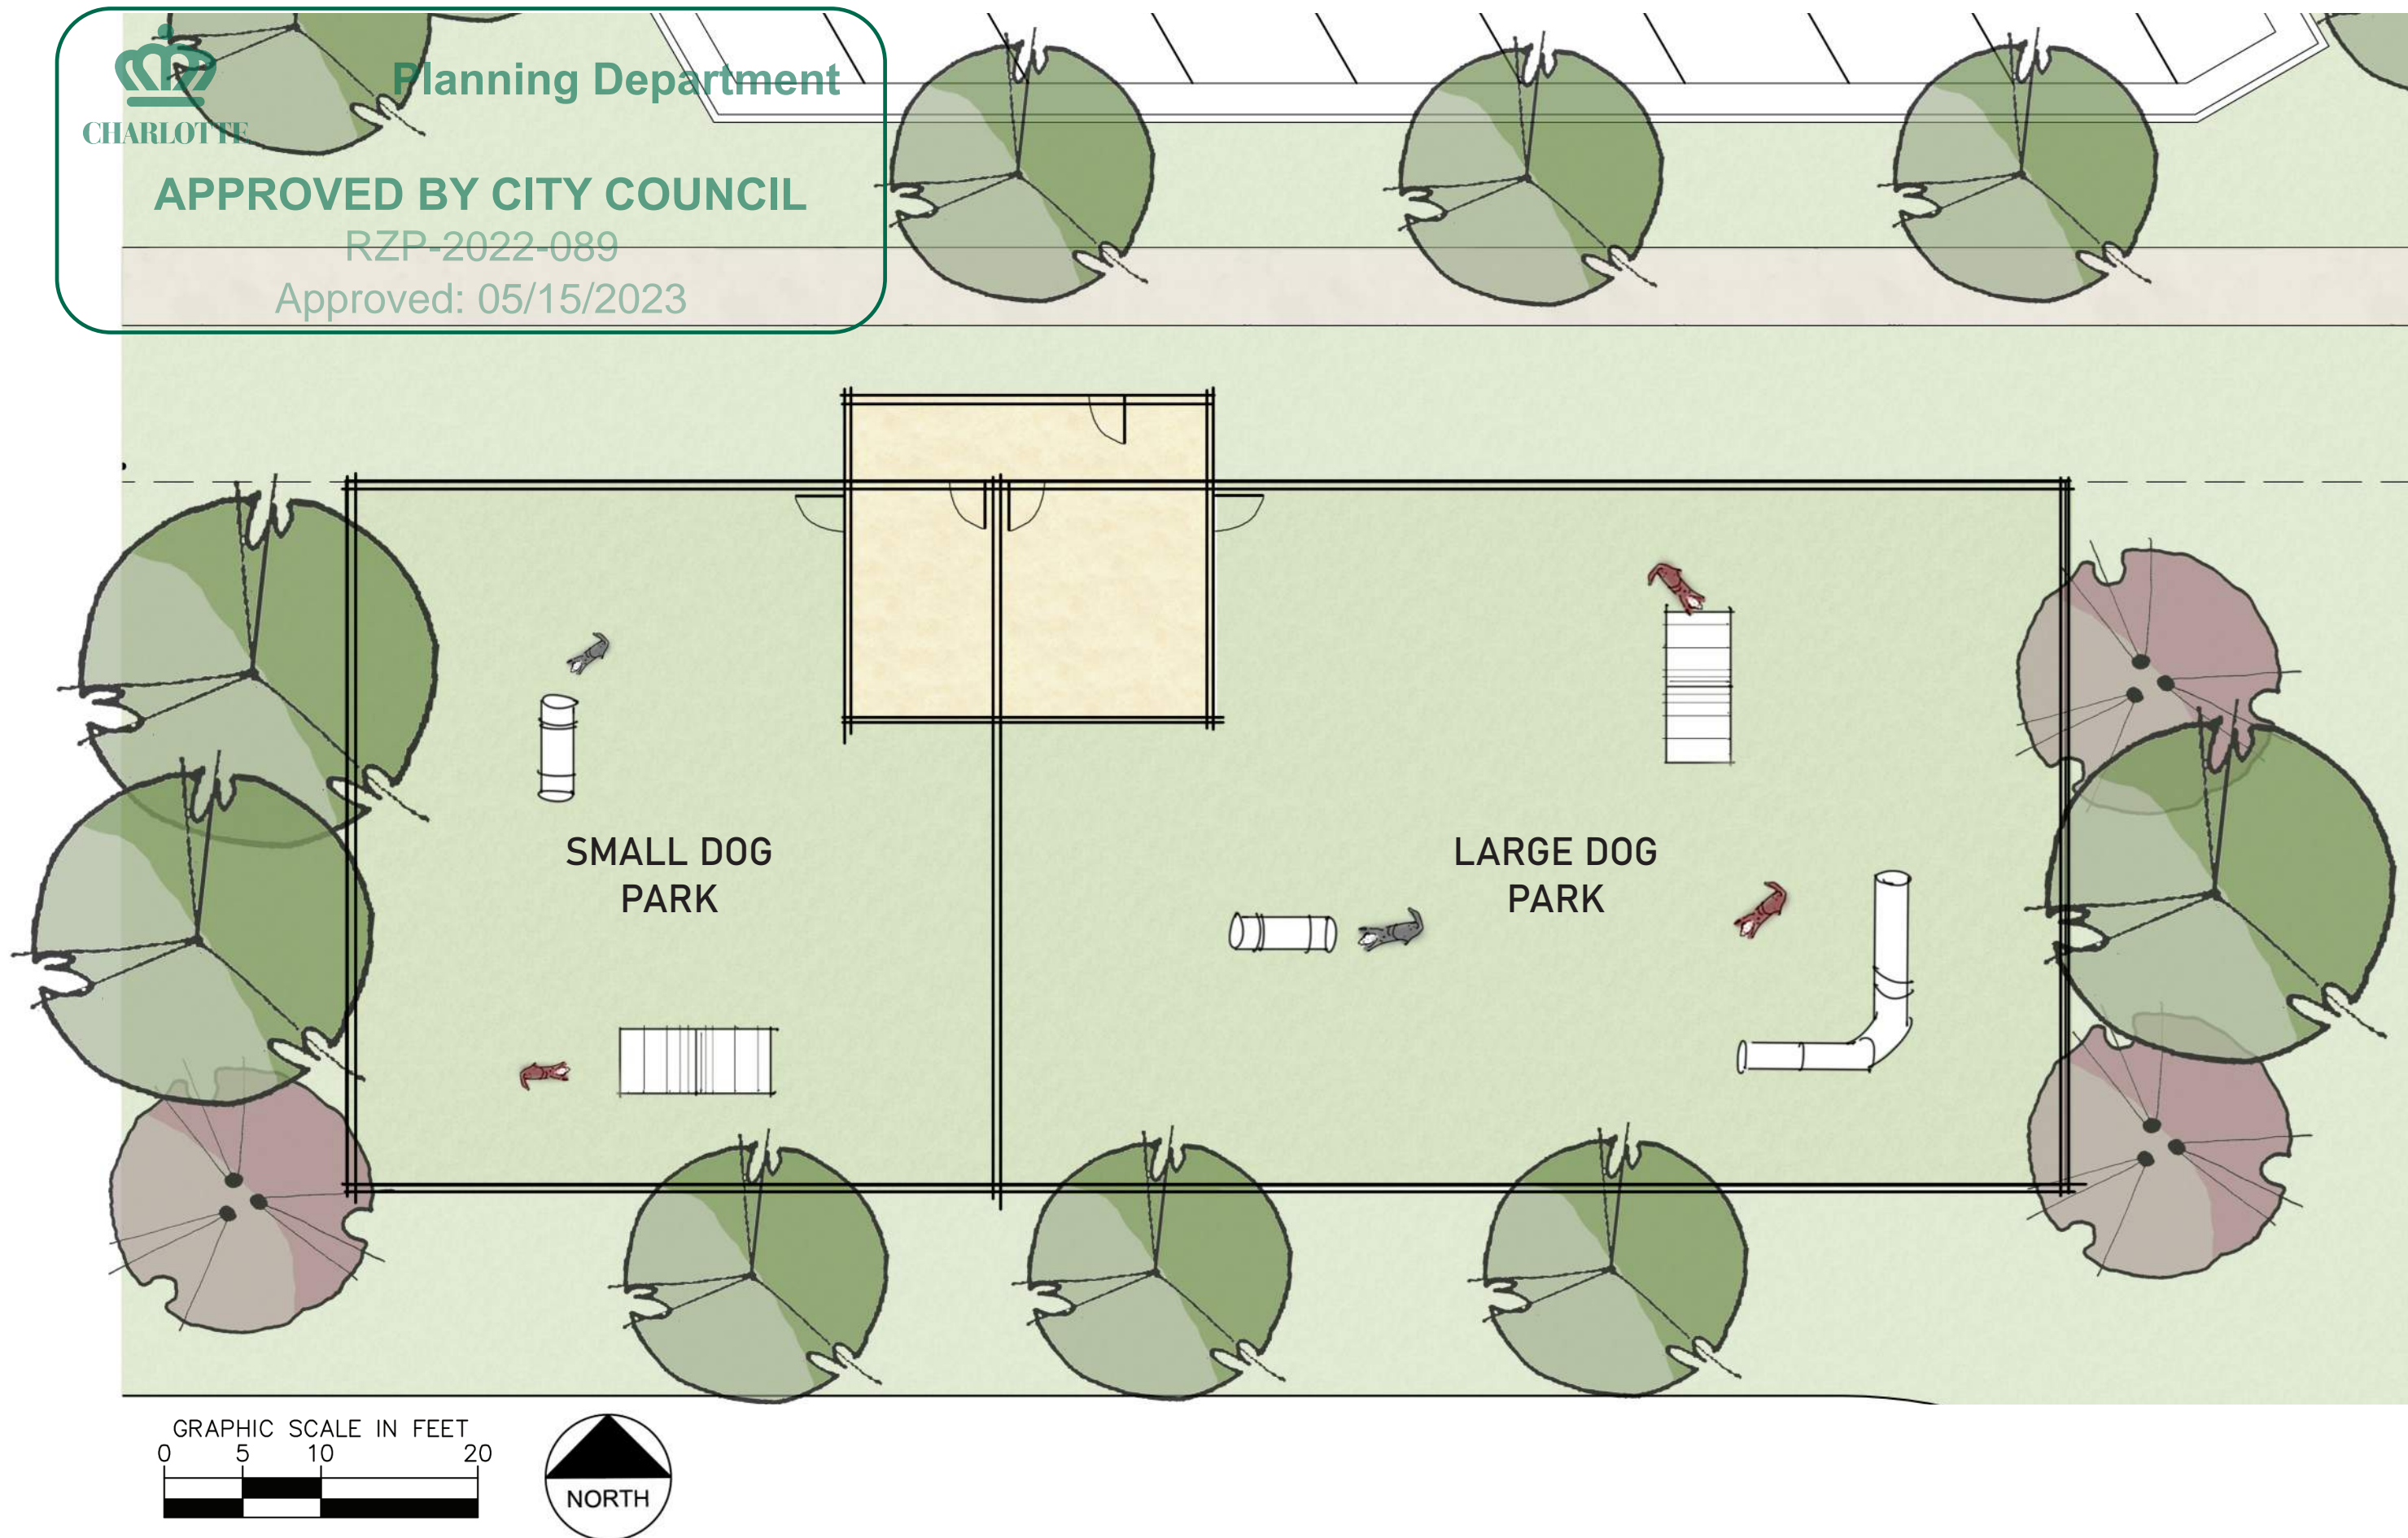 Planning Department
CHARLOTTE
APPROVED BY CITY COUNCIL
RZP-2022-089
Approved: 05/15/2023
SMALL DOG
PARK
LARGE DOG
PARK
GRAPHIC SCALE IN FEET
0 5 10 20
NORTH